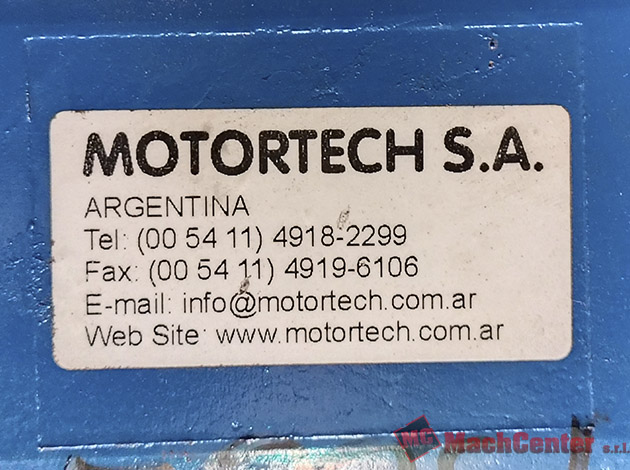 MOTORTECH S.A.
ARGENTINA
Tel: (00 54 11) 4918-2299
Fax: (00 54 11) 4919-6106
E-mail: info@motortech.com.ar
Web Site: www.motortech.com.ar
MC MachCenter s.r.l.